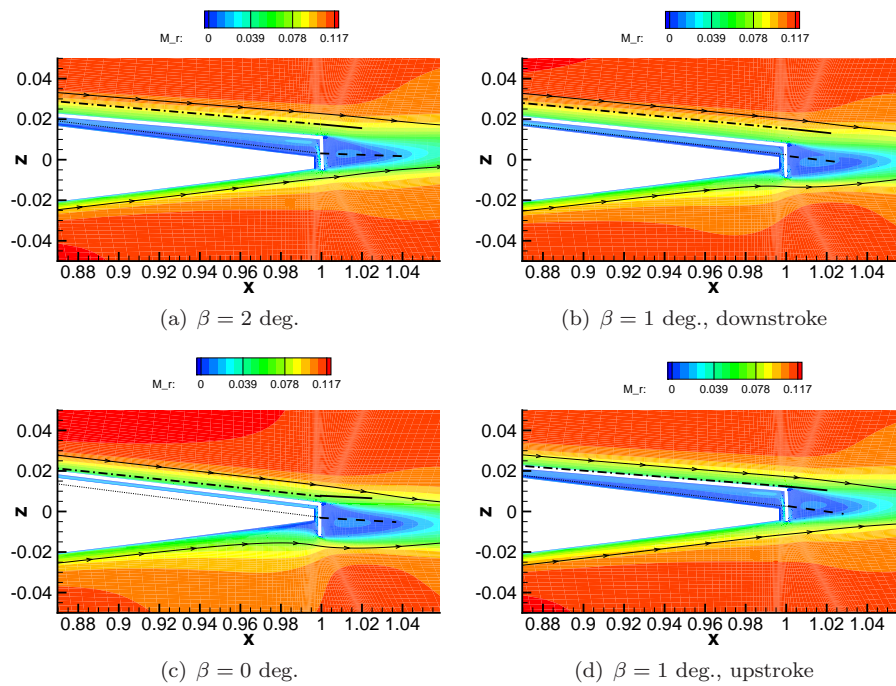 M_r: 0 0.039 0.078 0.117
M_r: 0 0.039 0.078 0.117
0.04
0.02
0
-0.02
-0.04
z
0.88 0.9 0.92 0.94 0.96 0.98 1 1.02 1.04
x
0.04
0.02
0
-0.02
-0.04
z
0.88 0.9 0.92 0.94 0.96 0.98 1 1.02 1.04
x
(a) β = 2 deg.
(b) β = 1 deg., downstroke
M_r: 0 0.039 0.078 0.117
M_r: 0 0.039 0.078 0.117
0.04
0.02
0
-0.02
-0.04
z
0.88 0.9 0.92 0.94 0.96 0.98 1 1.02 1.04
x
0.04
0.02
0
-0.02
-0.04
z
0.88 0.9 0.92 0.94 0.96 0.98 1 1.02 1.04
x
(c) β = 0 deg.
(d) β = 1 deg., upstroke